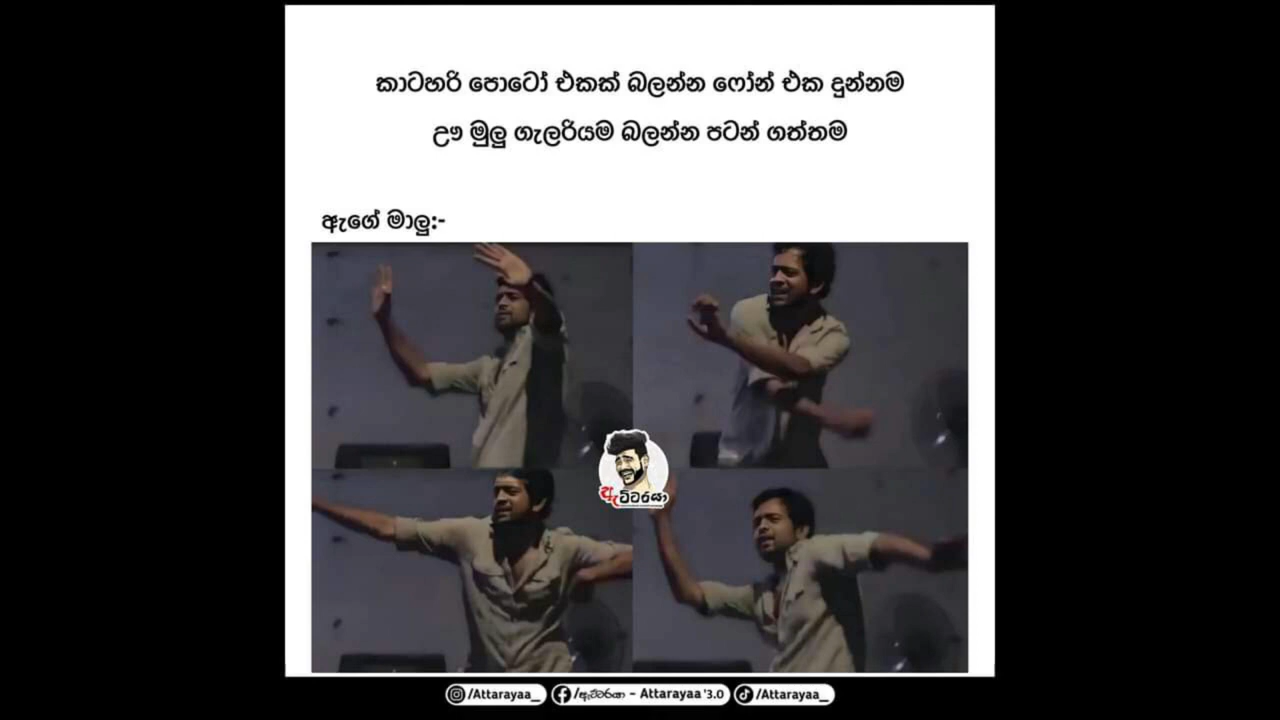 කාටහරි පොටෝ එකක් බලන්න ෆෝන් එක දුන්නම
ඌ මුලු ගැලරියම බලන්න පටන් ගත්තම
ඇගේ මාලු:-
ඇට්ටරයා
/Attarayaa_
/ඇට්ටරයා - Attarayaa '3.0
/Attarayaa_